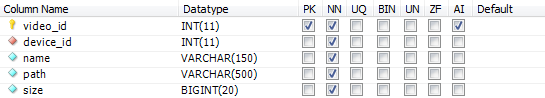 Column Name Datatype PK NN UQ BIN UN ZF AI Default
video_id INT(11)
device_id INT(11)
name VARCHAR(150)
path VARCHAR(500)
size BIGINT(20)